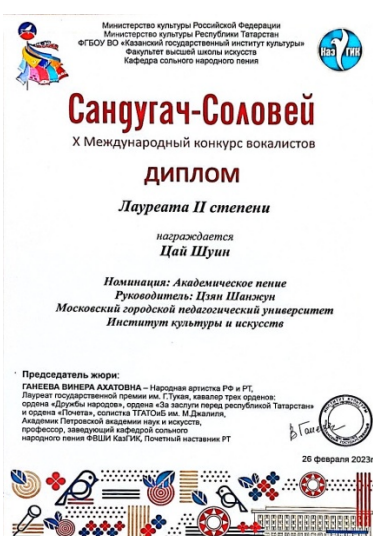 Министерство культуры Российской Федерации
Министерство культуры Республики Татарстан
ФГБОУ ВО «Казанский государственный институт культуры»
Факультет высшей школы искусств
Кафедра сольного народного пения
Каз ГИК
Сандугач-Соловей
X Международный конкурс вокалистов
ДИПЛОМ
Лауреата II степени
награждается
Цай Шуин
Номинация: Академическое пение
Руководитель: Цзян Шанжун
Московский городской педагогический университет
Институт культуры и искусств
Председатель жюри:
ГАНЕЕВА ВИНЕРА АХАТОВНА – Народная артистка РФ и РТ,
Лауреат государственной премии им. Г.Тукая, кавалер трех орденов:
ордена «Дружбы народов», ордена «За заслуги перед республикой Татарстан»
и ордена «Почета», солистка ТГАТОиБ им. М.Джалиля,
Академик Петровской академии наук и искусств,
профессор, заведующий кафедрой сольного
народного пения ФВШИ КазГИК, Почетный наставник РТ
26 февраля 2023г